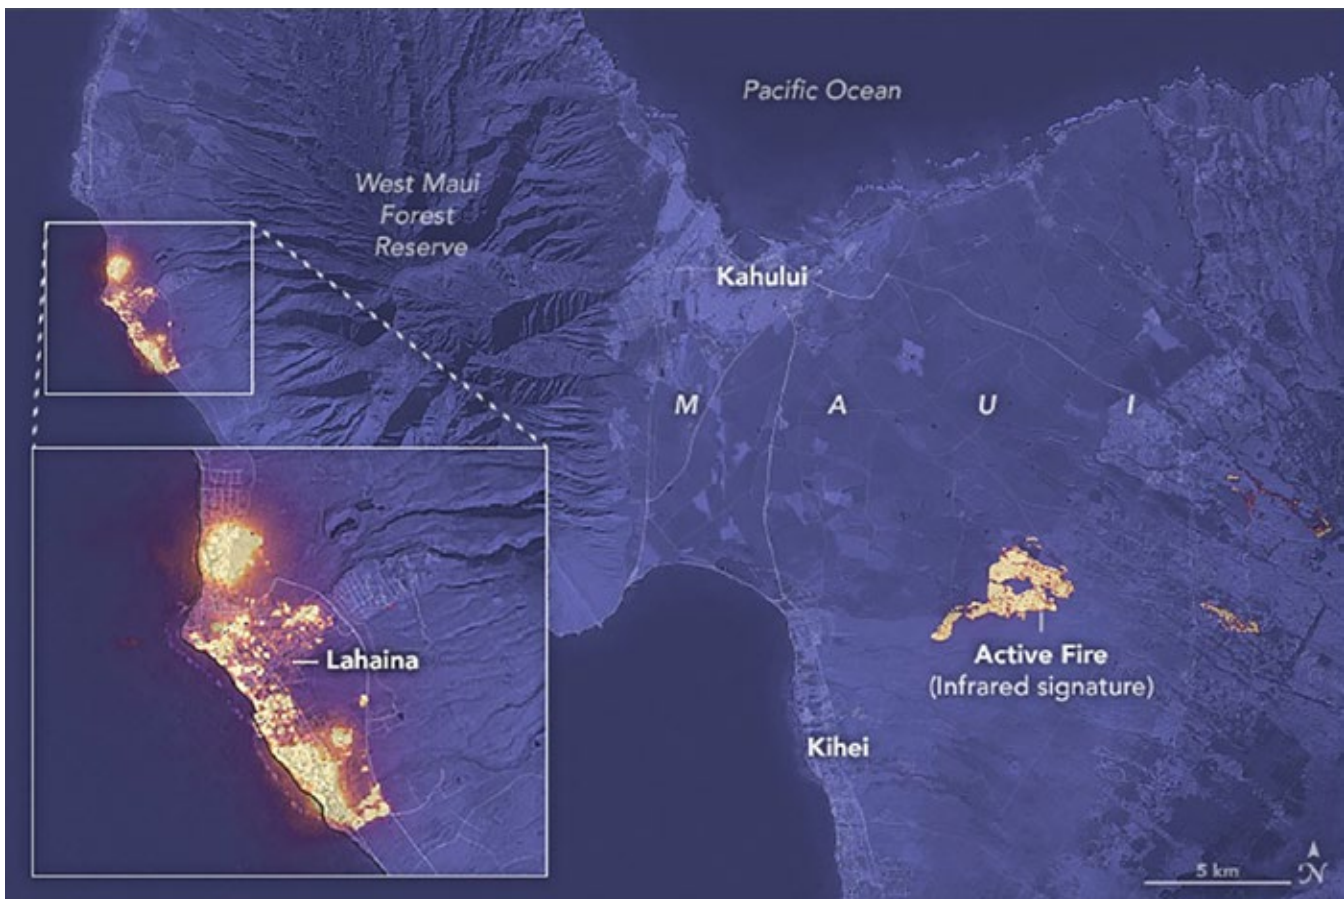 Pacific Ocean
West Maui
Forest
Reserve
Kahului
M A U I
Lahaina
Active Fire
(Infrared signature)
Kihei
5 km
N